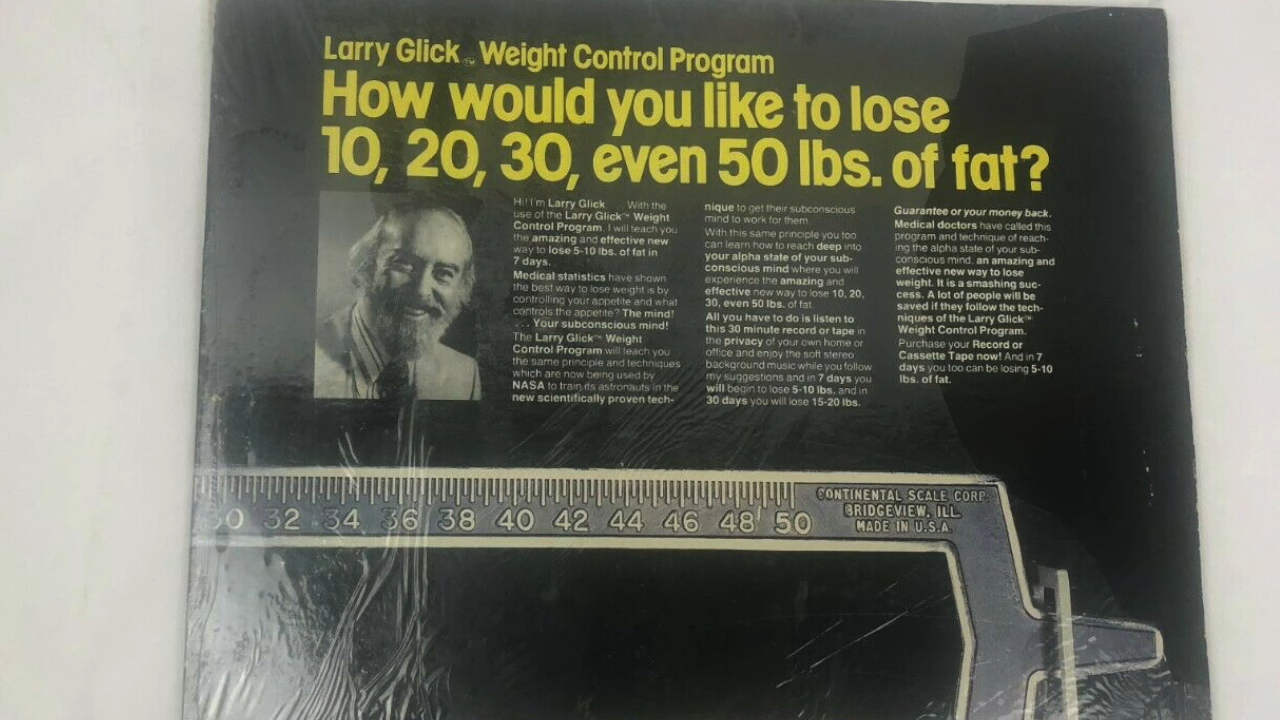 Larry Glick™ Weight Control Program
How would you like to lose
10, 20, 30, even 50 lbs. of fat?
Hi! I'm Larry Glick . . . With the
use of the Larry Glick™ Weight
Control Program, I will teach you
the amazing and effective new
way to lose 5-10 lbs. of fat in
7 days.
Medical statistics have shown
the best way to lose weight is by
controlling your appetite and what
controls the appetite? The mind!
. . . Your subconscious mind!
The Larry Glick™ Weight
Control Program will teach you
the same principle and techniques
which are now being used by
NASA to train its astronauts in the
new scientifically proven tech-
nique to get their subconscious
mind to work for them.
With this same principle you too
can learn how to reach deep into
your alpha state of your sub-
conscious mind where you will
experience the amazing and
effective new way to lose 10, 20,
30, even 50 lbs. of fat.
All you have to do is listen to
this 30 minute record or tape in
the privacy of your own home or
office and enjoy the soft stereo
background music while you follow
my suggestions and in 7 days you
will begin to lose 5-10 lbs. and in
30 days you will lose 15-20 lbs.
Guarantee or your money back.
Medical doctors have called this
program and technique of reach-
ing the alpha state of your sub-
conscious mind, an amazing and
effective new way to lose
weight. It is a smashing suc-
cess. A lot of people will be
saved if they follow the tech-
niques of the Larry Glick™
Weight Control Program.
Purchase your Record or
Cassette Tape now! And in 7
days you too can be losing 5-10
lbs. of fat.
30 32 34 36 38 40 42 44 46 48 50
CONTINENTAL SCALE CORP.
BRIDGEVIEW, ILL.
MADE IN U.S.A.